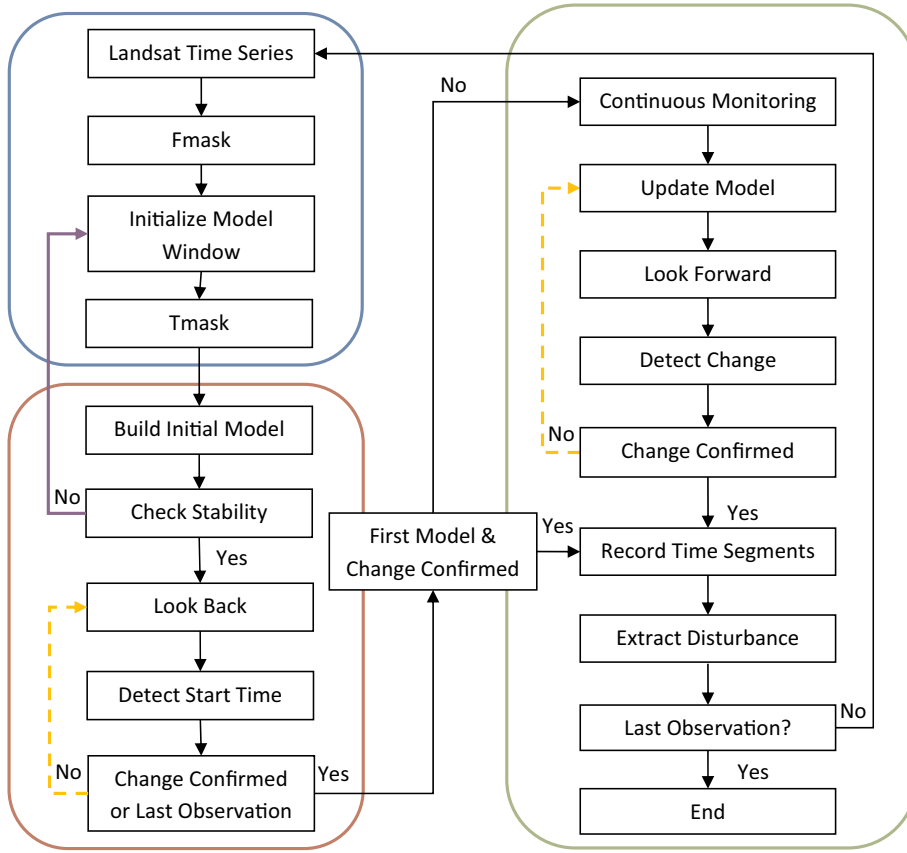 Landsat Time Series
Fmask
Initialize Model
Window
Tmask
Build Initial Model
No
Check Stability
Yes
Look Back
Detect Start Time
No
Change Confirmed
or Last Observation
Yes
First Model &
Change Confirmed
No
Yes
Continuous Monitoring
Update Model
Look Forward
Detect Change
No
Change Confirmed
Yes
Record Time Segments
Extract Disturbance
Last Observation?
No
Yes
End